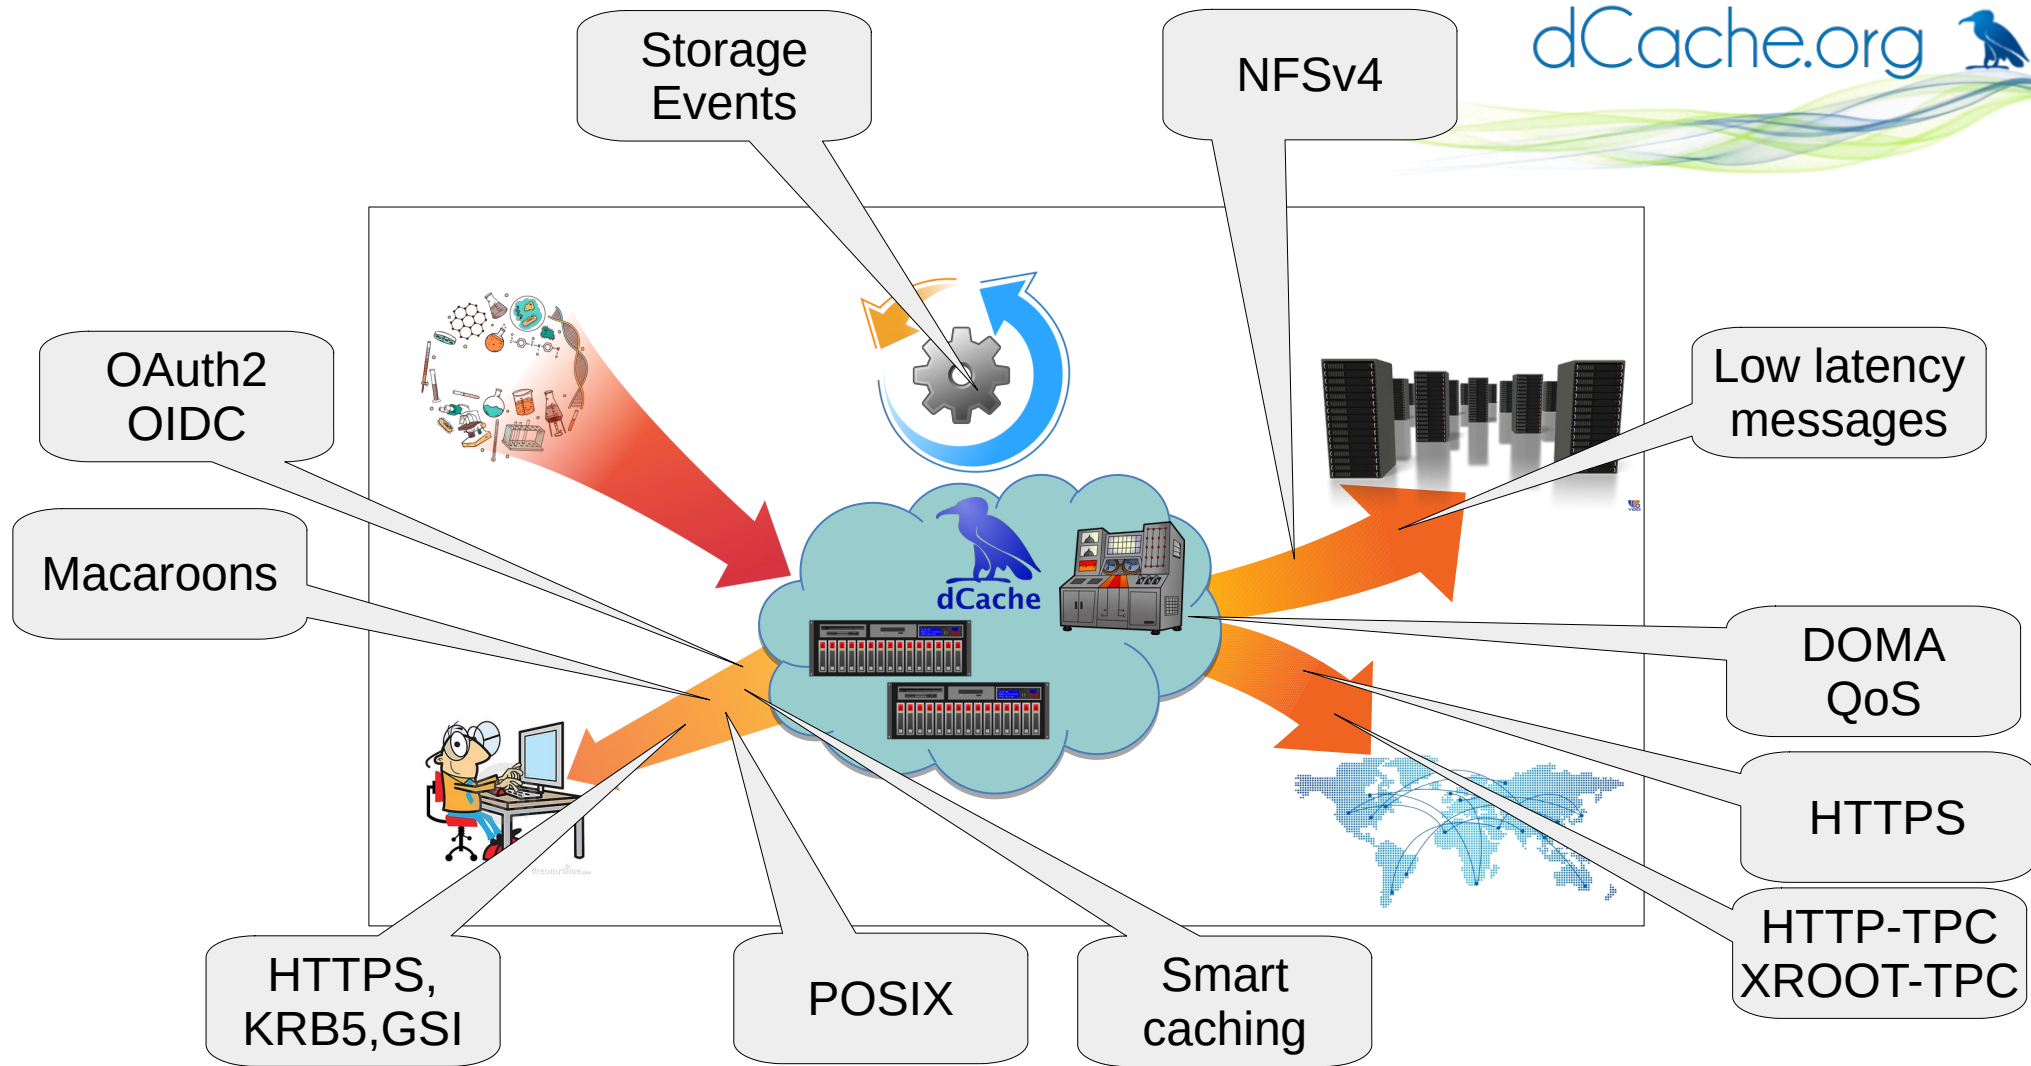 dCache.org
Storage
Events
NFSv4
OAuth2
OIDC
Low latency
messages
Macaroons
dCache
DOMA
QoS
HTTPS
HTTP-TPC
XROOT-TPC
HTTPS,
KRB5,GSI
POSIX
Smart
caching